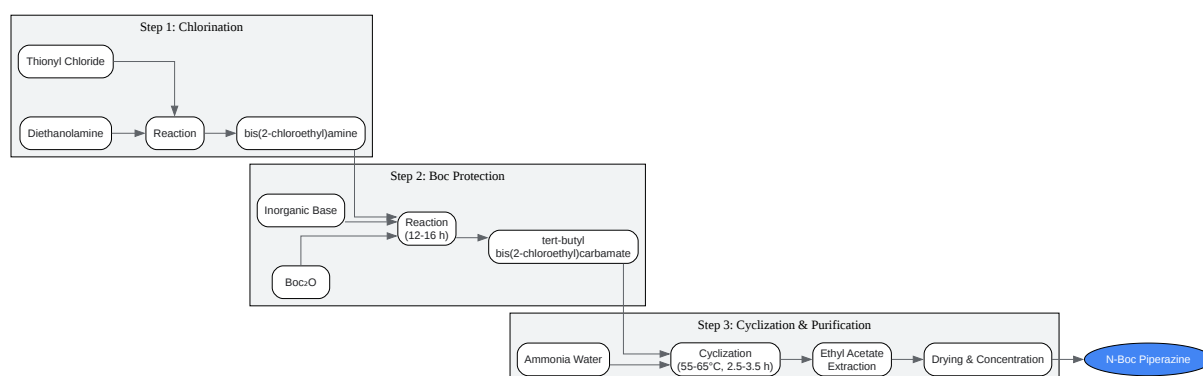 Step 1: Chlorination
Thionyl Chloride
Diethanolamine
Reaction
bis(2-chloroethyl)amine
Step 2: Boc Protection
Inorganic Base
Reaction
(12-16 h)
tert-butyl
bis(2-chloroethyl)carbamate
Boc₂O
Step 3: Cyclization & Purification
Ammonia Water
Cyclization
(55-65°C, 2.5-3.5 h)
Ethyl Acetate
Extraction
Drying & Concentration
N-Boc Piperazine